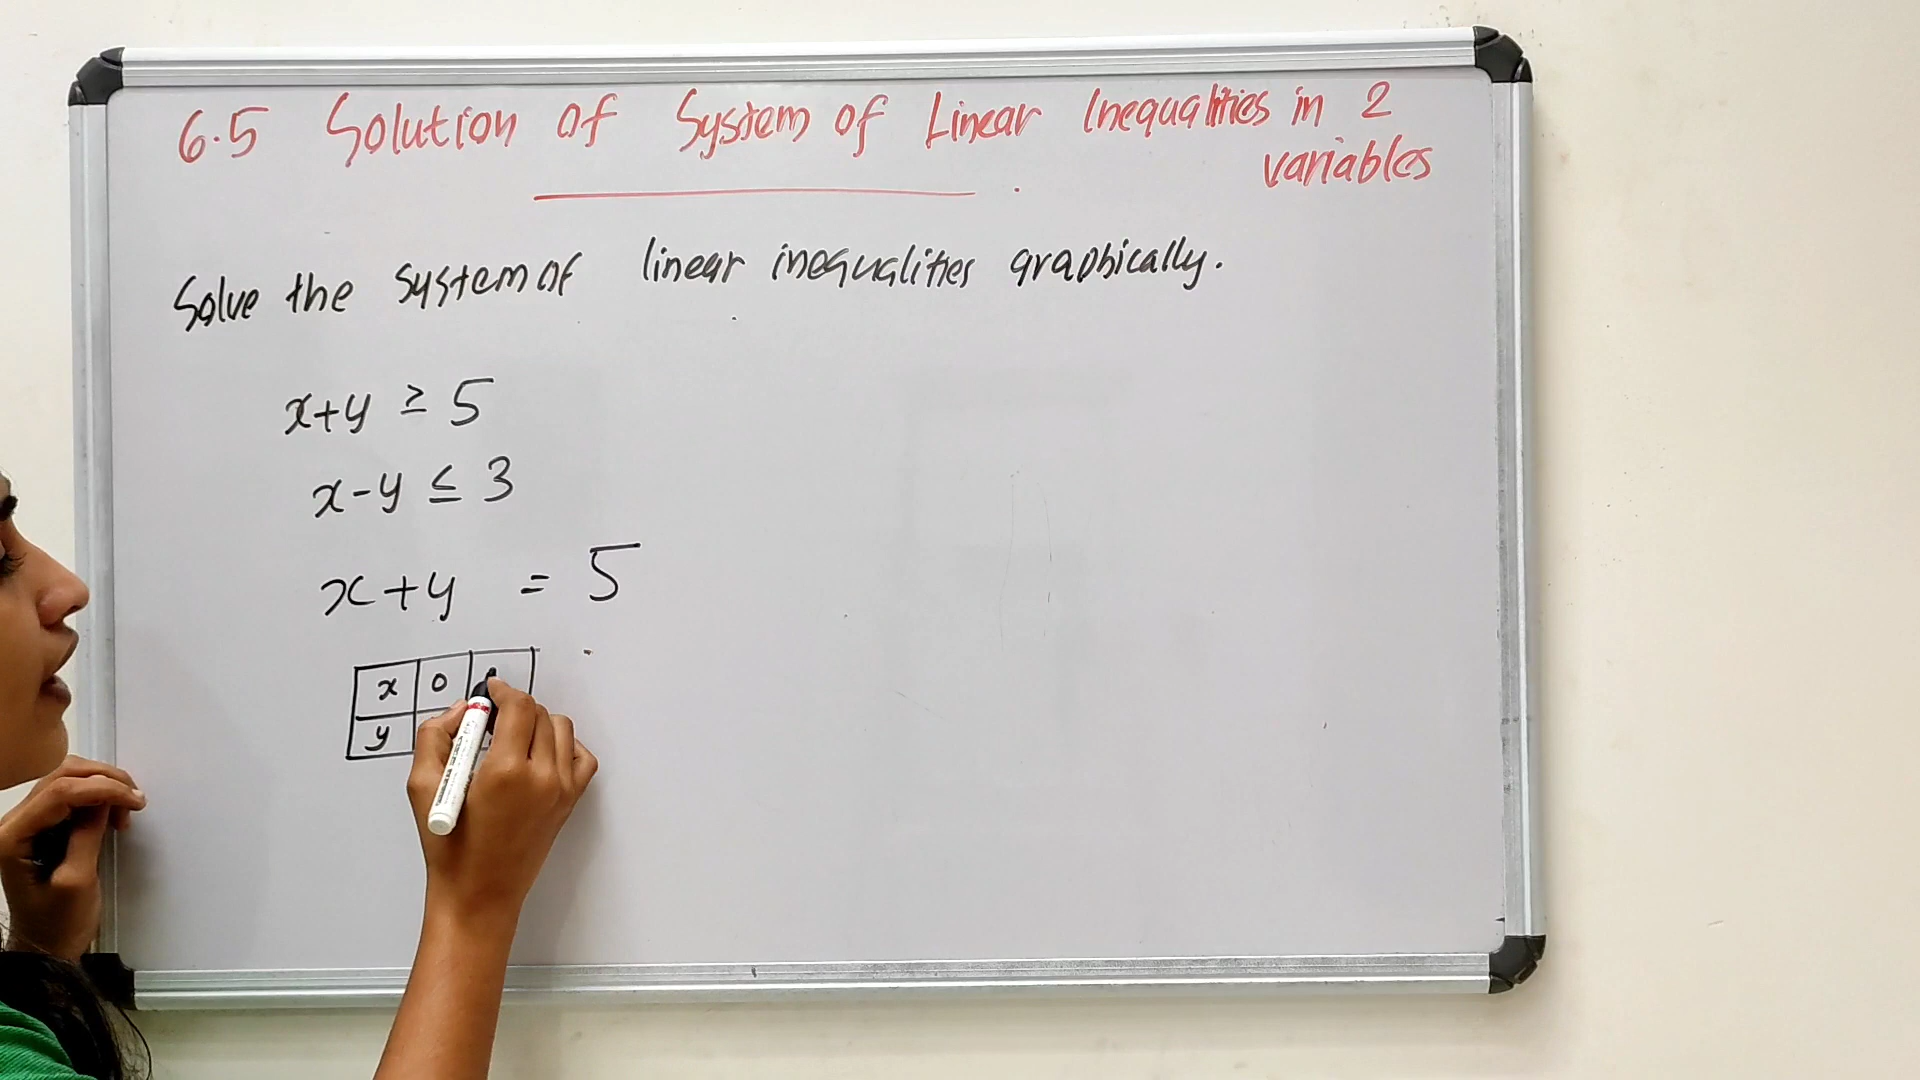 6.5 Solution of System of Linear Inequalities in 2
variables
Solve the system of linear inequalities graphically.
x+y ≥ 5
x-y ≤ 3
x+y = 5
x 0
y